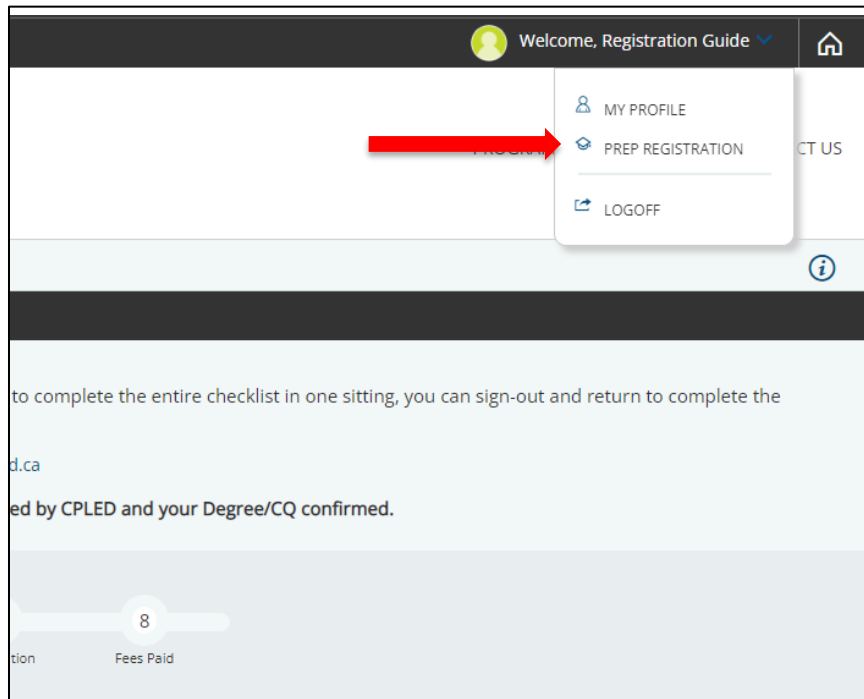 Welcome, Registration Guide
MY PROFILE
PREP REGISTRATION
CT US
LOGOFF
to complete the entire checklist in one sitting, you can sign-out and return to complete the
d.ca
ed by CPLED and your Degree/CQ confirmed.
8
tion
Fees Paid